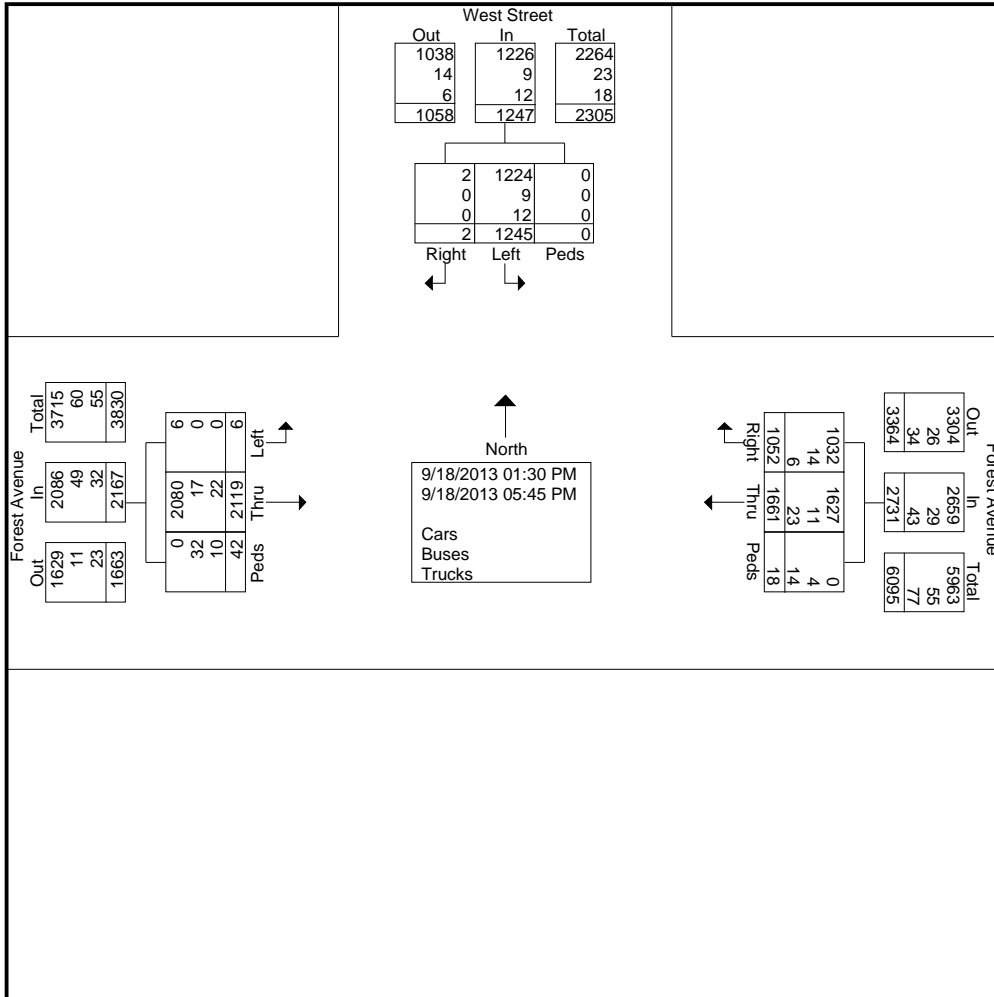 West Street
Out In Total
1038 1226 2264
14 9 23
6 12 18
1058 1247 2305
2 1224 0
0 9 0
0 12 0
2 1245 0
Right Left Peds
Forest Avenue
Total In Out
3715 2086 1629
60 49 11
55 32 23
3830 2167 1663
6 2080 0
0 17 32
0 22 10
6 2119 42
Left Thru Peds
North
9/18/2013 01:30 PM
9/18/2013 05:45 PM
Cars
Buses
Trucks
Right Thru Peds
1032 1627 0
14 11 4
6 23 14
1052 1661 18
Forest Avenue
Out In Total
3304 2659 5963
26 29 55
34 43 77
3364 2731 6095